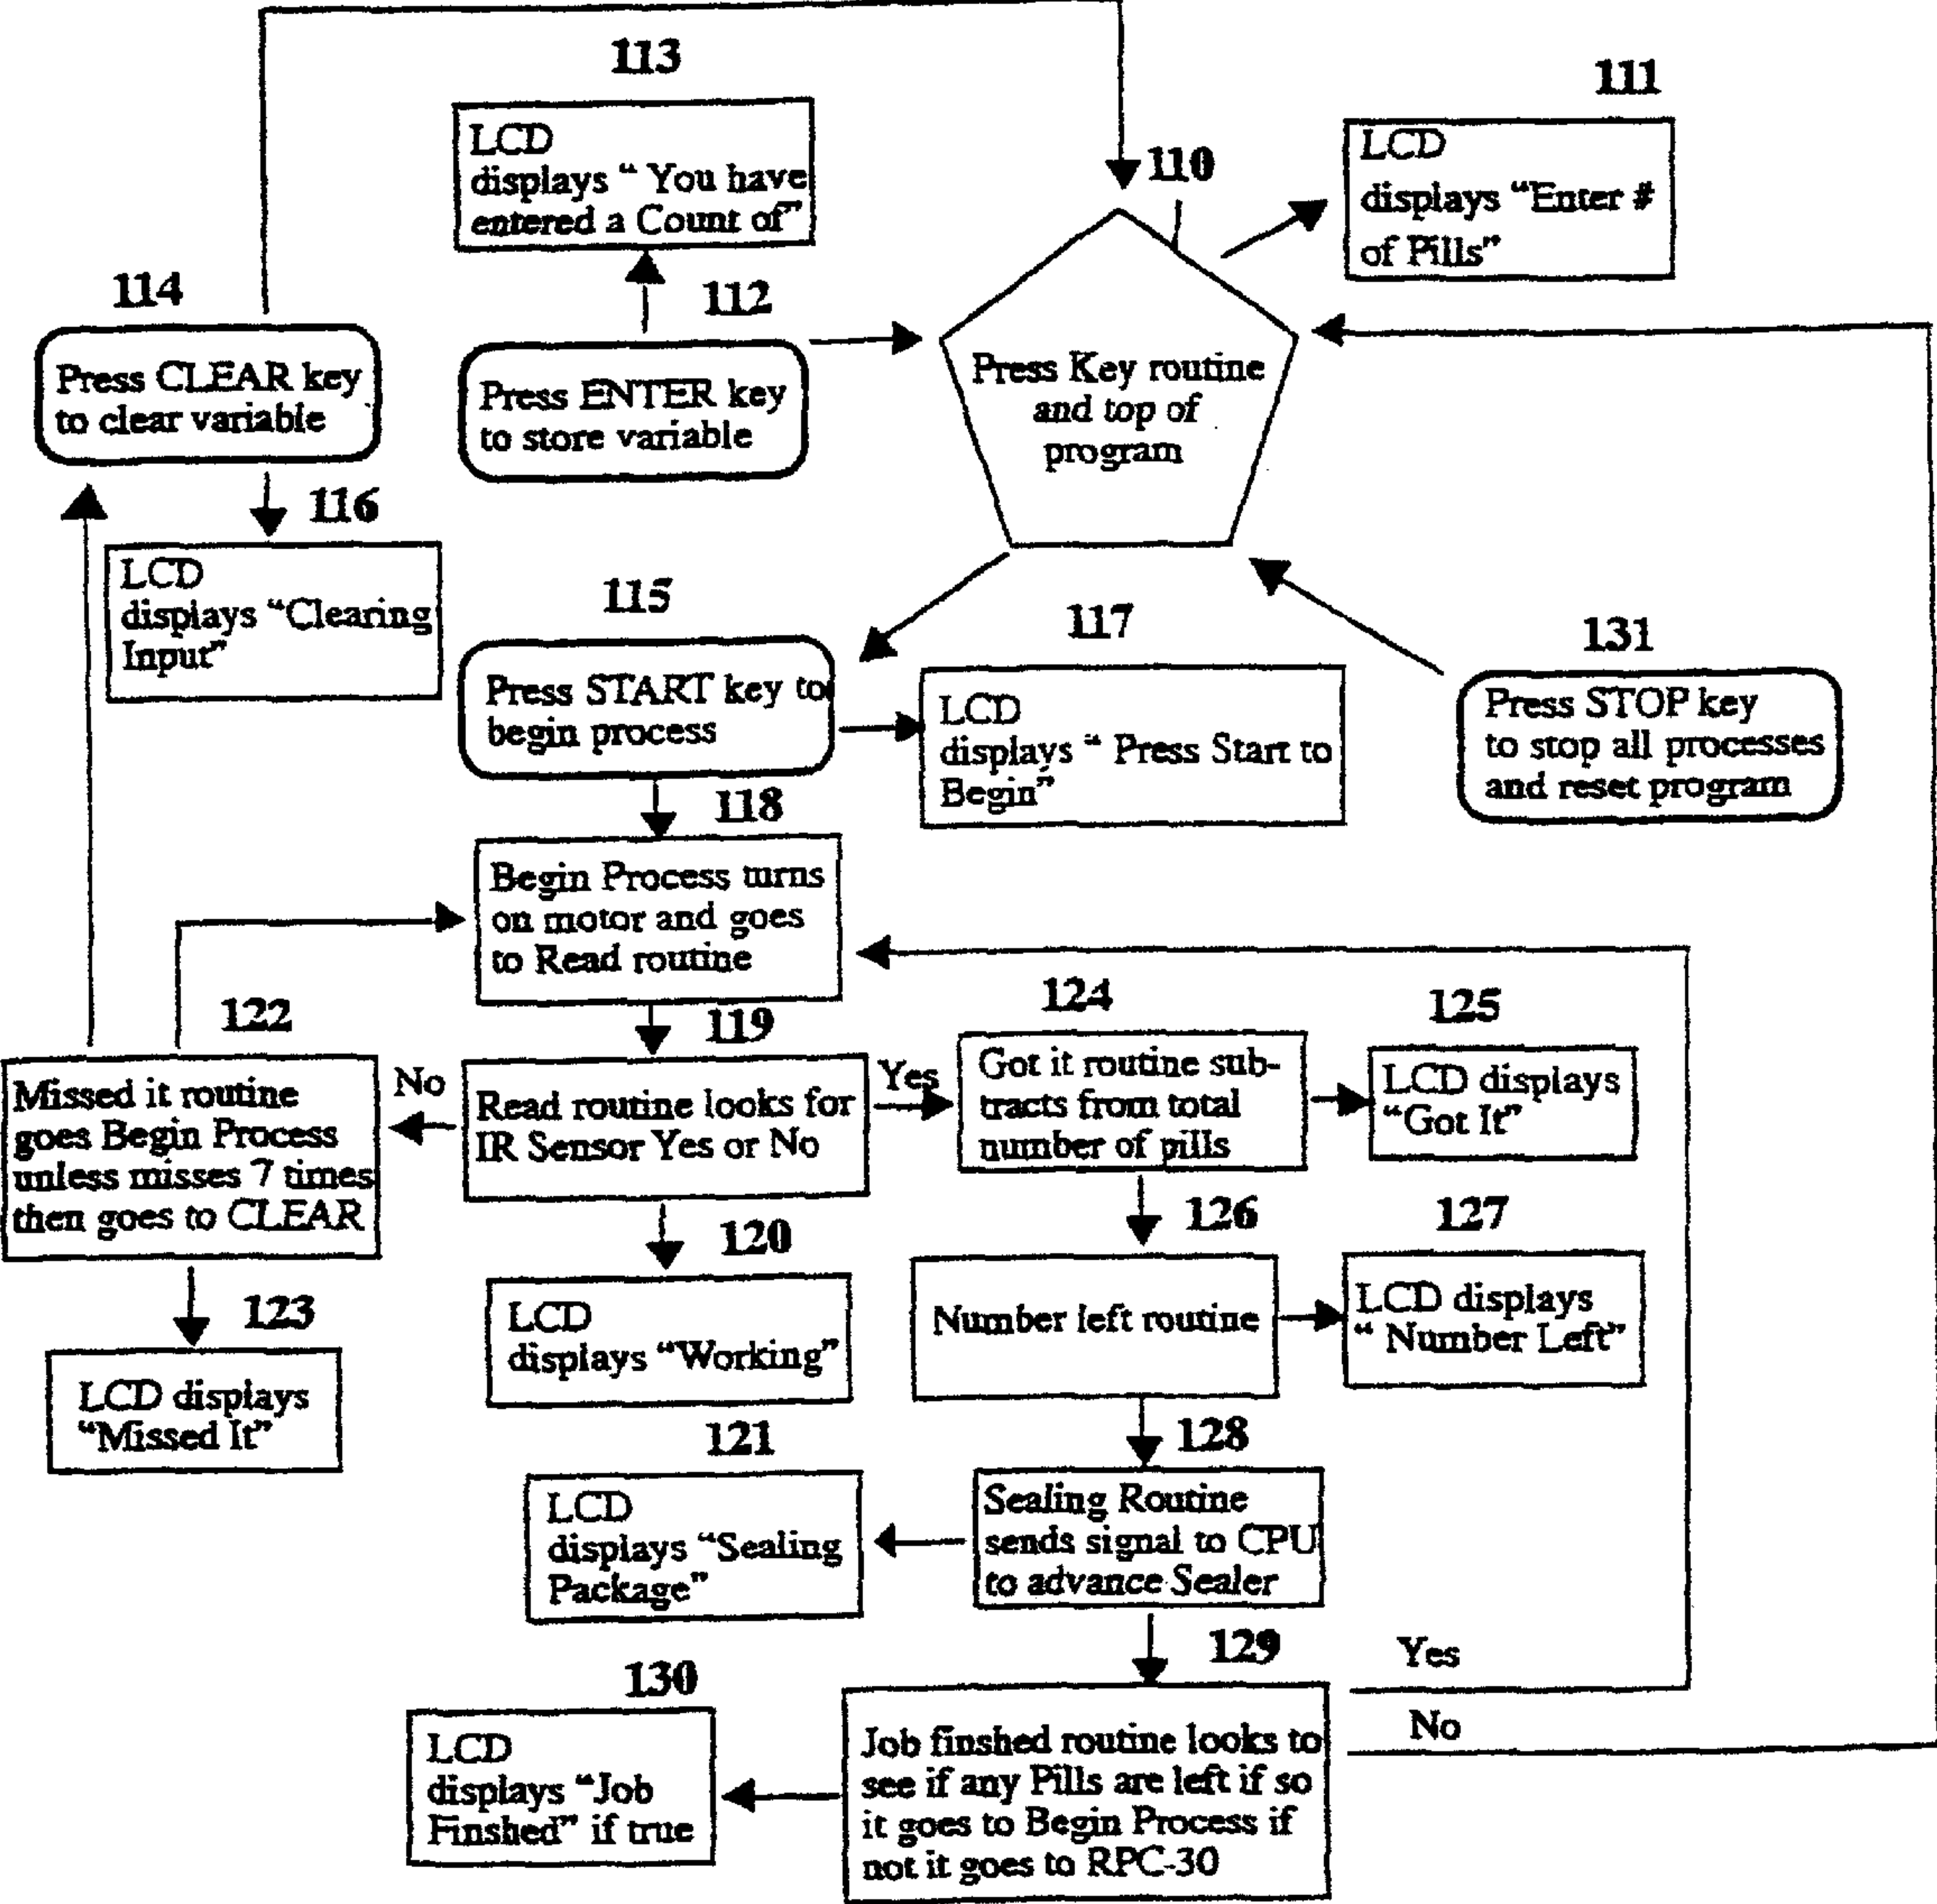 113
LCD
displays “ You have
entered a Count of”
111
LCD
displays “Enter #
of Pills”
110
Press Key routine
and top of
program
114
Press CLEAR key
to clear variable
112
Press ENTER key
to store variable
116
LCD
displays “Clearing
Input”
115
Press START key to
begin process
117
LCD
displays “ Press Start to
Begin”
131
Press STOP key
to stop all processes
and reset program
118
Begin Process turns
on motor and goes
to Read routine
122
Missed it routine
goes Begin Process
unless misses 7 times
then goes to CLEAR
No
119
Read routine looks for
IR Sensor Yes or No
Yes
124
Got it routine sub-
tracts from total
number of pills
125
LCD displays
“Got It”
123
LCD displays
“Missed It”
120
LCD
displays “Working”
126
Number left routine
127
LCD displays
“ Number Left”
121
LCD
displays “Sealing
Package”
128
Sealing Routine
sends signal to CPU
to advance Sealer
130
LCD
displays “Job
Finshed” if true
129
Job finshed routine looks to
see if any Pills are left if so
it goes to Begin Process if
not it goes to RPC-30
Yes
No